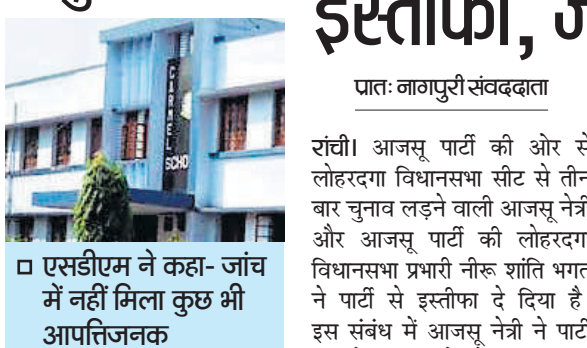 CARMEL SCHO
एसडीएम ने कहा- जांच
में नहीं मिला कुछ भी
आपत्तिजनक
इस्तीफा,
प्रातः नागपुरी संवददाता
रांची। आजसू पार्टी की ओर से
लोहरदगा विधानसभा सीट से तीन
बार चुनाव लड़ने वाली आजसू नेत्री
और आजसू पार्टी की लोहरदगा
विधानसभा प्रभारी नीरू शांति भगत
ने पार्टी से इस्तीफा दे दिया है
इस संबंध में आजसू नेत्री ने पार्टी